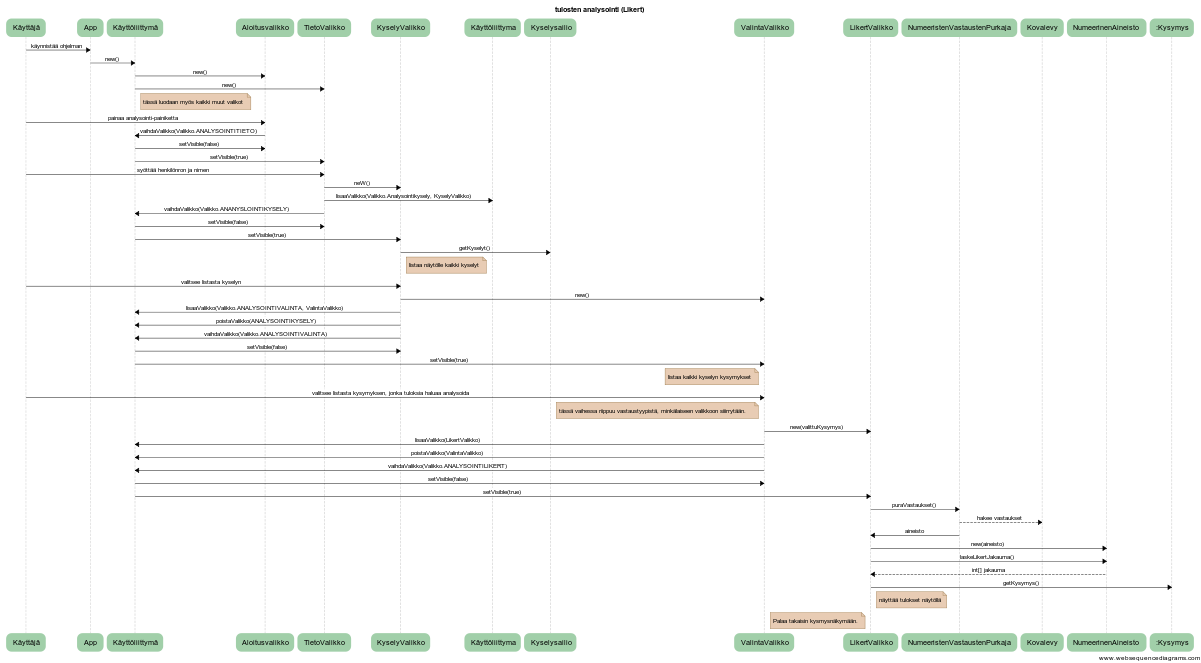 tulosten analysointi (Likert)
Käyttäjä App Käyttöliittymä Aloitusvalikko TietoValikko KyselyValikko Käyttöliittyma Kyselysailio ValintaValikko LikertValikko NumeeristenVastaustenPurkaja Kovalevy NumeerinenAineisto :Kysymys
käynnistää ohjelman
new()
new()
new()
tässä luodaan myös kaikki muut valikot
painaa analysointi-painiketta
vaihdaValikko(Valikko.ANALYSOINTITIETO)
setVisible(false)
setVisible(true)
syöttää henkilönron ja nimen
neW()
lisaaValikko(Valikko.Analysointikysely, KyselyValikko)
vaihdaValikko(Valikko.ANANYSLOINTIKYSELY)
setVisible(false)
setVisible(true)
getKyselyt()
listaa näytölle kaikki kyselyt
valitsee listasta kyselyn
new()
lisaaValikko(Valikko.ANALYSOINTIVALINTA, ValintaValikko)
poistaValikko(ANALYSOINTIKYSELY)
vaihdaValikko(Valikko.ANALYSOINTIVALINTA)
setVisible(false)
setVisible(true)
listaa kaikki kyselyn kysymykset
valitsee listasta kysymyksen, jonka tuloksia haluaa analysoida
tässä vaihessa riippuu vastaustyypistä, minkälaiseen valikkoon siirrytään.
new(valittuKysymys)
lisaaValikko(LikertValikko)
poistaValikko(ValintaValikko)
vaihdaValikko(Valikko.ANALYSOINTILIKERT)
setVisible(false)
setVisible(true)
puraVastaukset()
hakee vastaukset
aineisto
new(aineisto)
laskeLikertJakauma()
int[] jakauma
getKysymys()
näyttää tulokset näytöllä
Palaa takaisin kysmysnäkymään.
Käyttäjä App Käyttöliittymä Aloitusvalikko TietoValikko KyselyValikko Käyttöliittyma Kyselysailio ValintaValikko LikertValikko NumeeristenVastaustenPurkaja Kovalevy NumeerinenAineisto :Kysymys
www.websequencediagrams.com